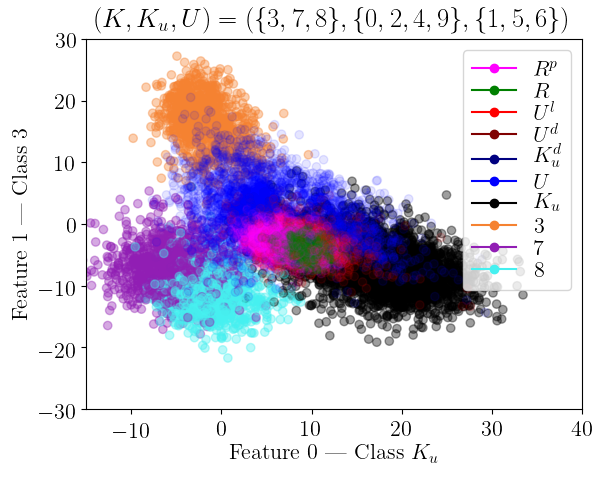 (K, K_u, U) = ({3, 7, 8}, {0, 2, 4, 9}, {1, 5, 6})
R^p
R
U^l
U^d
K_u^d
U
K_u
3
7
8
30
20
10
0
−10
−20
−30
Feature 1 — Class 3
−10 0 10 20 30 40
Feature 0 — Class K_u